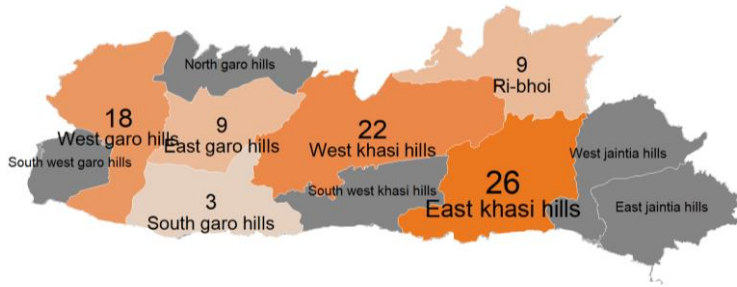 North garo hills
9
Ri-bhoi
18
West garo hills
9
East garo hills
22
West khasi hills
West jaintia hills
South west garo hills
3
South garo hills
South west khasi hills
26
East khasi hills
East jaintia hills